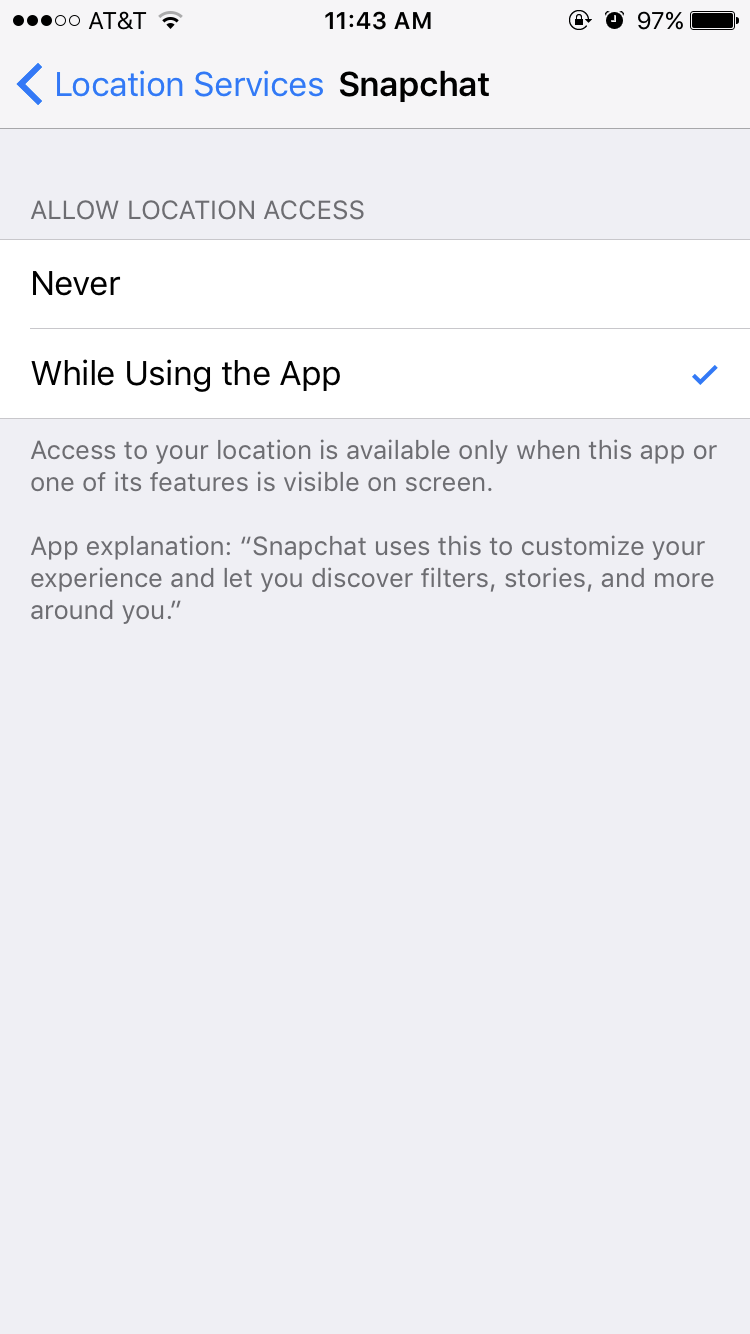 AT&T 11:43 AM 97%
Location Services Snapchat
ALLOW LOCATION ACCESS
Never
While Using the App
Access to your location is available only when this app or
one of its features is visible on screen.
App explanation: “Snapchat uses this to customize your
experience and let you discover filters, stories, and more
around you.”